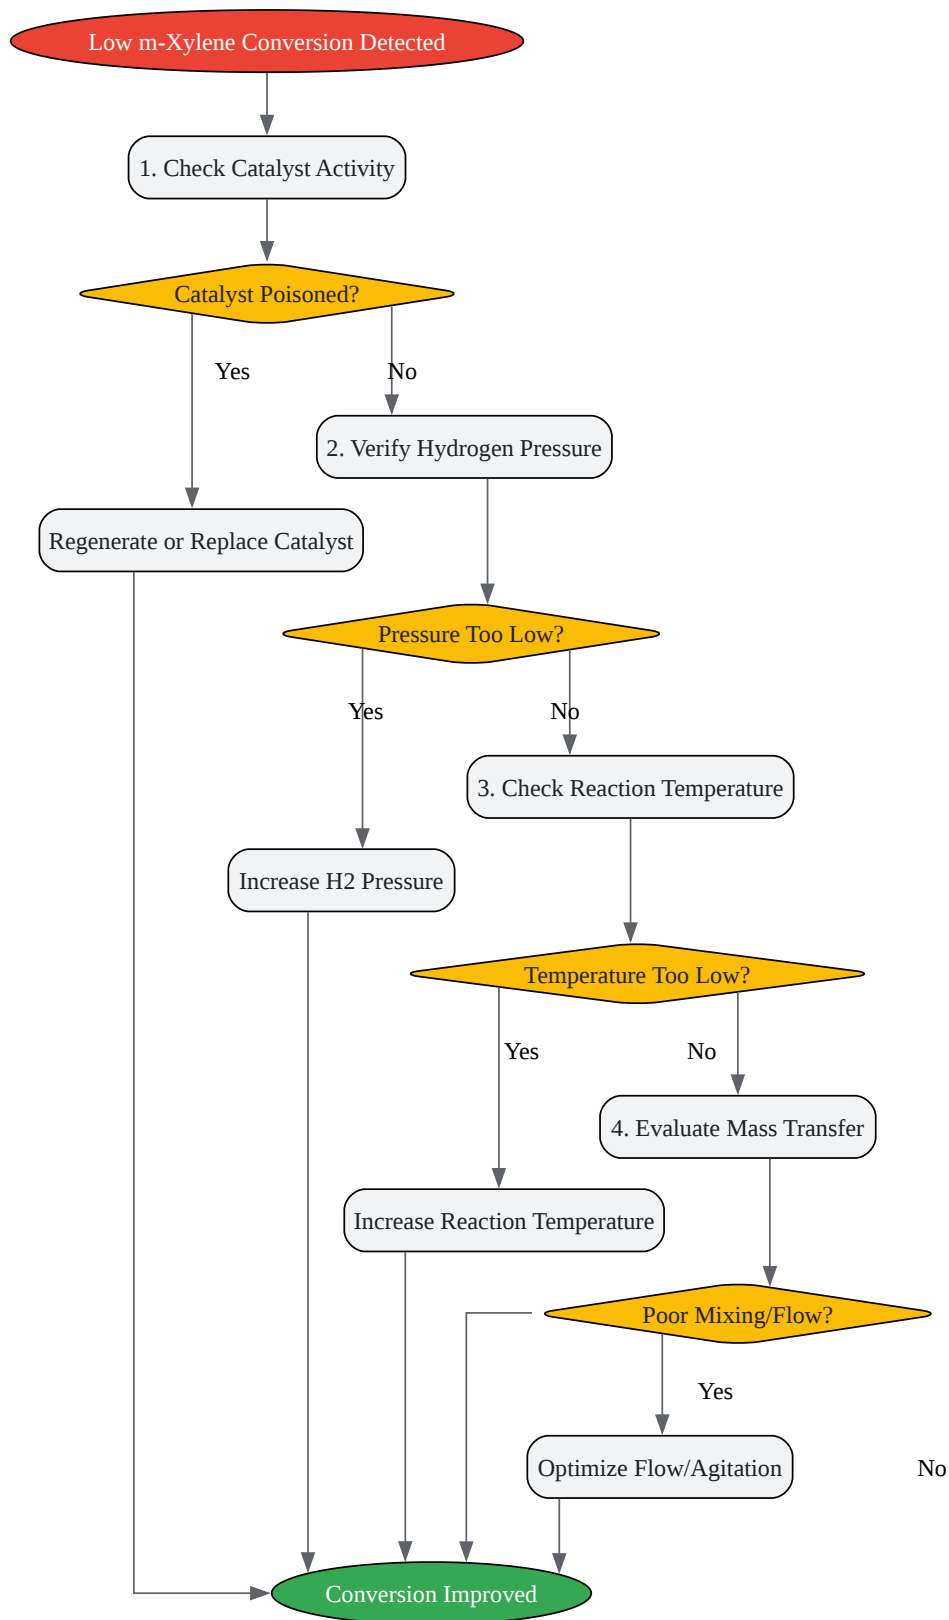 Low m-Xylene Conversion Detected
1. Check Catalyst Activity
Catalyst Poisoned?
Yes
No
2. Verify Hydrogen Pressure
Regenerate or Replace Catalyst
Pressure Too Low?
Yes
No
3. Check Reaction Temperature
Increase H2 Pressure
Temperature Too Low?
Yes
No
4. Evaluate Mass Transfer
Increase Reaction Temperature
Poor Mixing/Flow?
Yes
Optimize Flow/Agitation
No
Conversion Improved